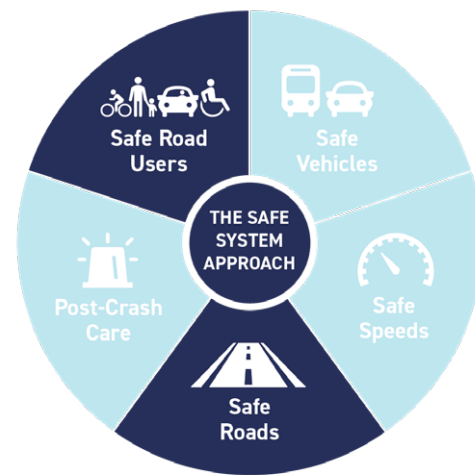 Safe Road
Users
Safe
Vehicles
THE SAFE
SYSTEM
APPROACH
Post-Crash
Care
Safe
Speeds
Safe
Roads